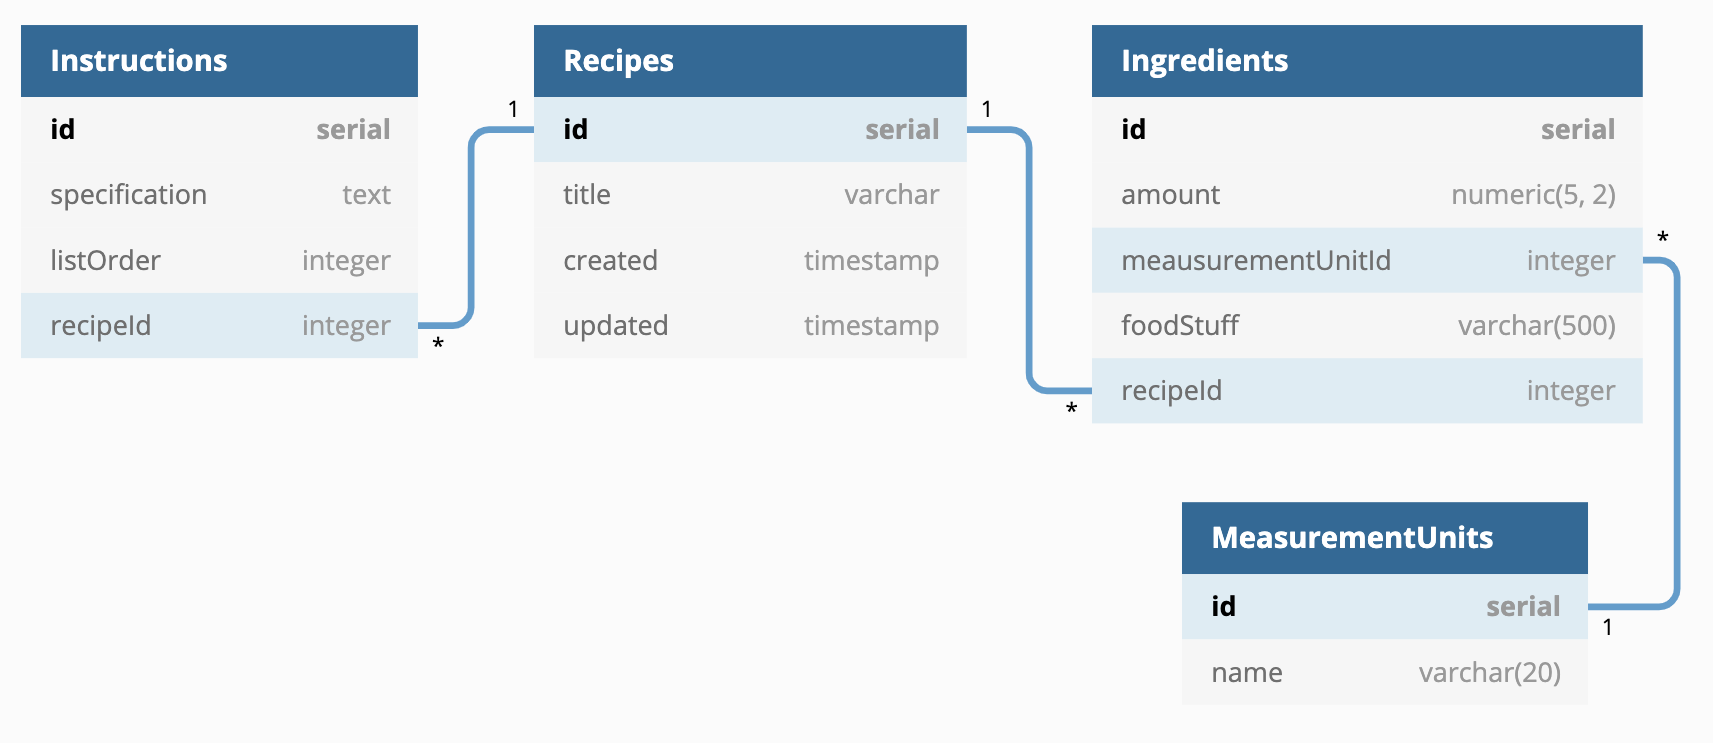 Instructions
id serial
specification text
listOrder integer
recipeId integer
*
1
Recipes
id serial
title varchar
created timestamp
updated timestamp
1
*
Ingredients
id serial
amount numeric(5, 2)
meausurementUnitId integer
foodStuff varchar(500)
recipeId integer
*
MeasurementUnits
id serial
name varchar(20)
1